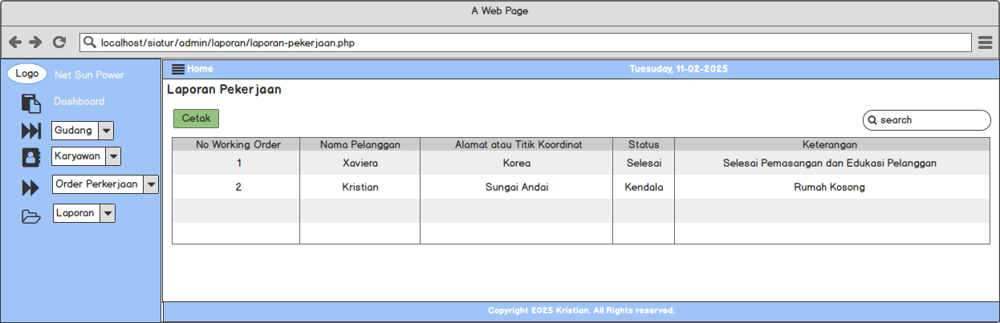 A Web Page
localhost/siatur/admin/laporan/laporan-pekerjaan.php
Logo Net Sun Power
Home Tuesuday, 11-02-2025
Dashboard
Gudang
Karyawan
Order Perkerjaan
Laporan
Laporan Pekerjaan
Cetak search
No Working Order Nama Pelanggan Alamat atau Titik Koordinat Status Keterangan
1 Xaviera Korea Selesai Selesai Pemasangan dan Edukasi Pelanggan
2 Kristian Sungai Andai Kendala Rumah Kosong
Copyright 2025 Kristian. All Rights reserved.